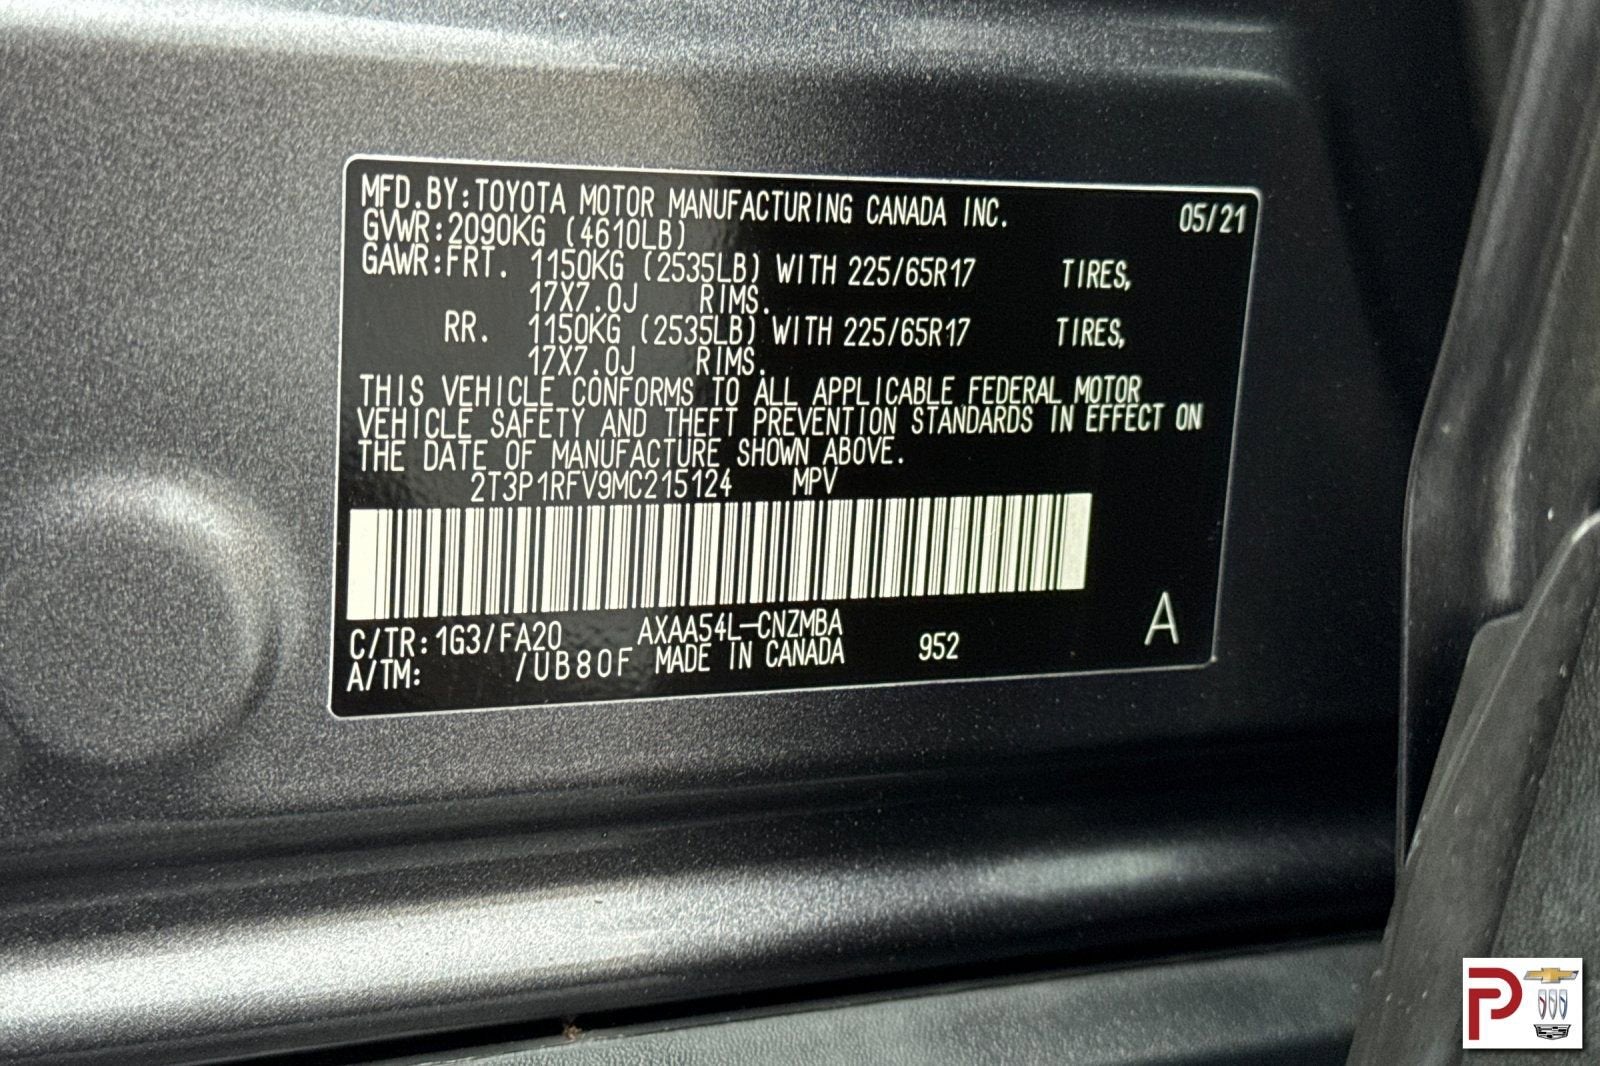 MFD.BY:TOYOTA MOTOR MANUFACTURING CANADA INC. 05/21
GVWR:2090KG (4610LB)
GAWR:FRT. 1150KG (2535LB) WITH 225/65R17 TIRES,
17X7.0J RIMS.
RR. 1150KG (2535LB) WITH 225/65R17 TIRES,
17X7.0J RIMS.
THIS VEHICLE CONFORMS TO ALL APPLICABLE FEDERAL MOTOR
VEHICLE SAFETY AND THEFT PREVENTION STANDARDS IN EFFECT ON
THE DATE OF MANUFACTURE SHOWN ABOVE.
2T3P1RFV9MC215124 MPV
C/TR:1G3/FA20 AXAA54L-CNZMBA
A/TM: /UB80F MADE IN CANADA 952 A
P